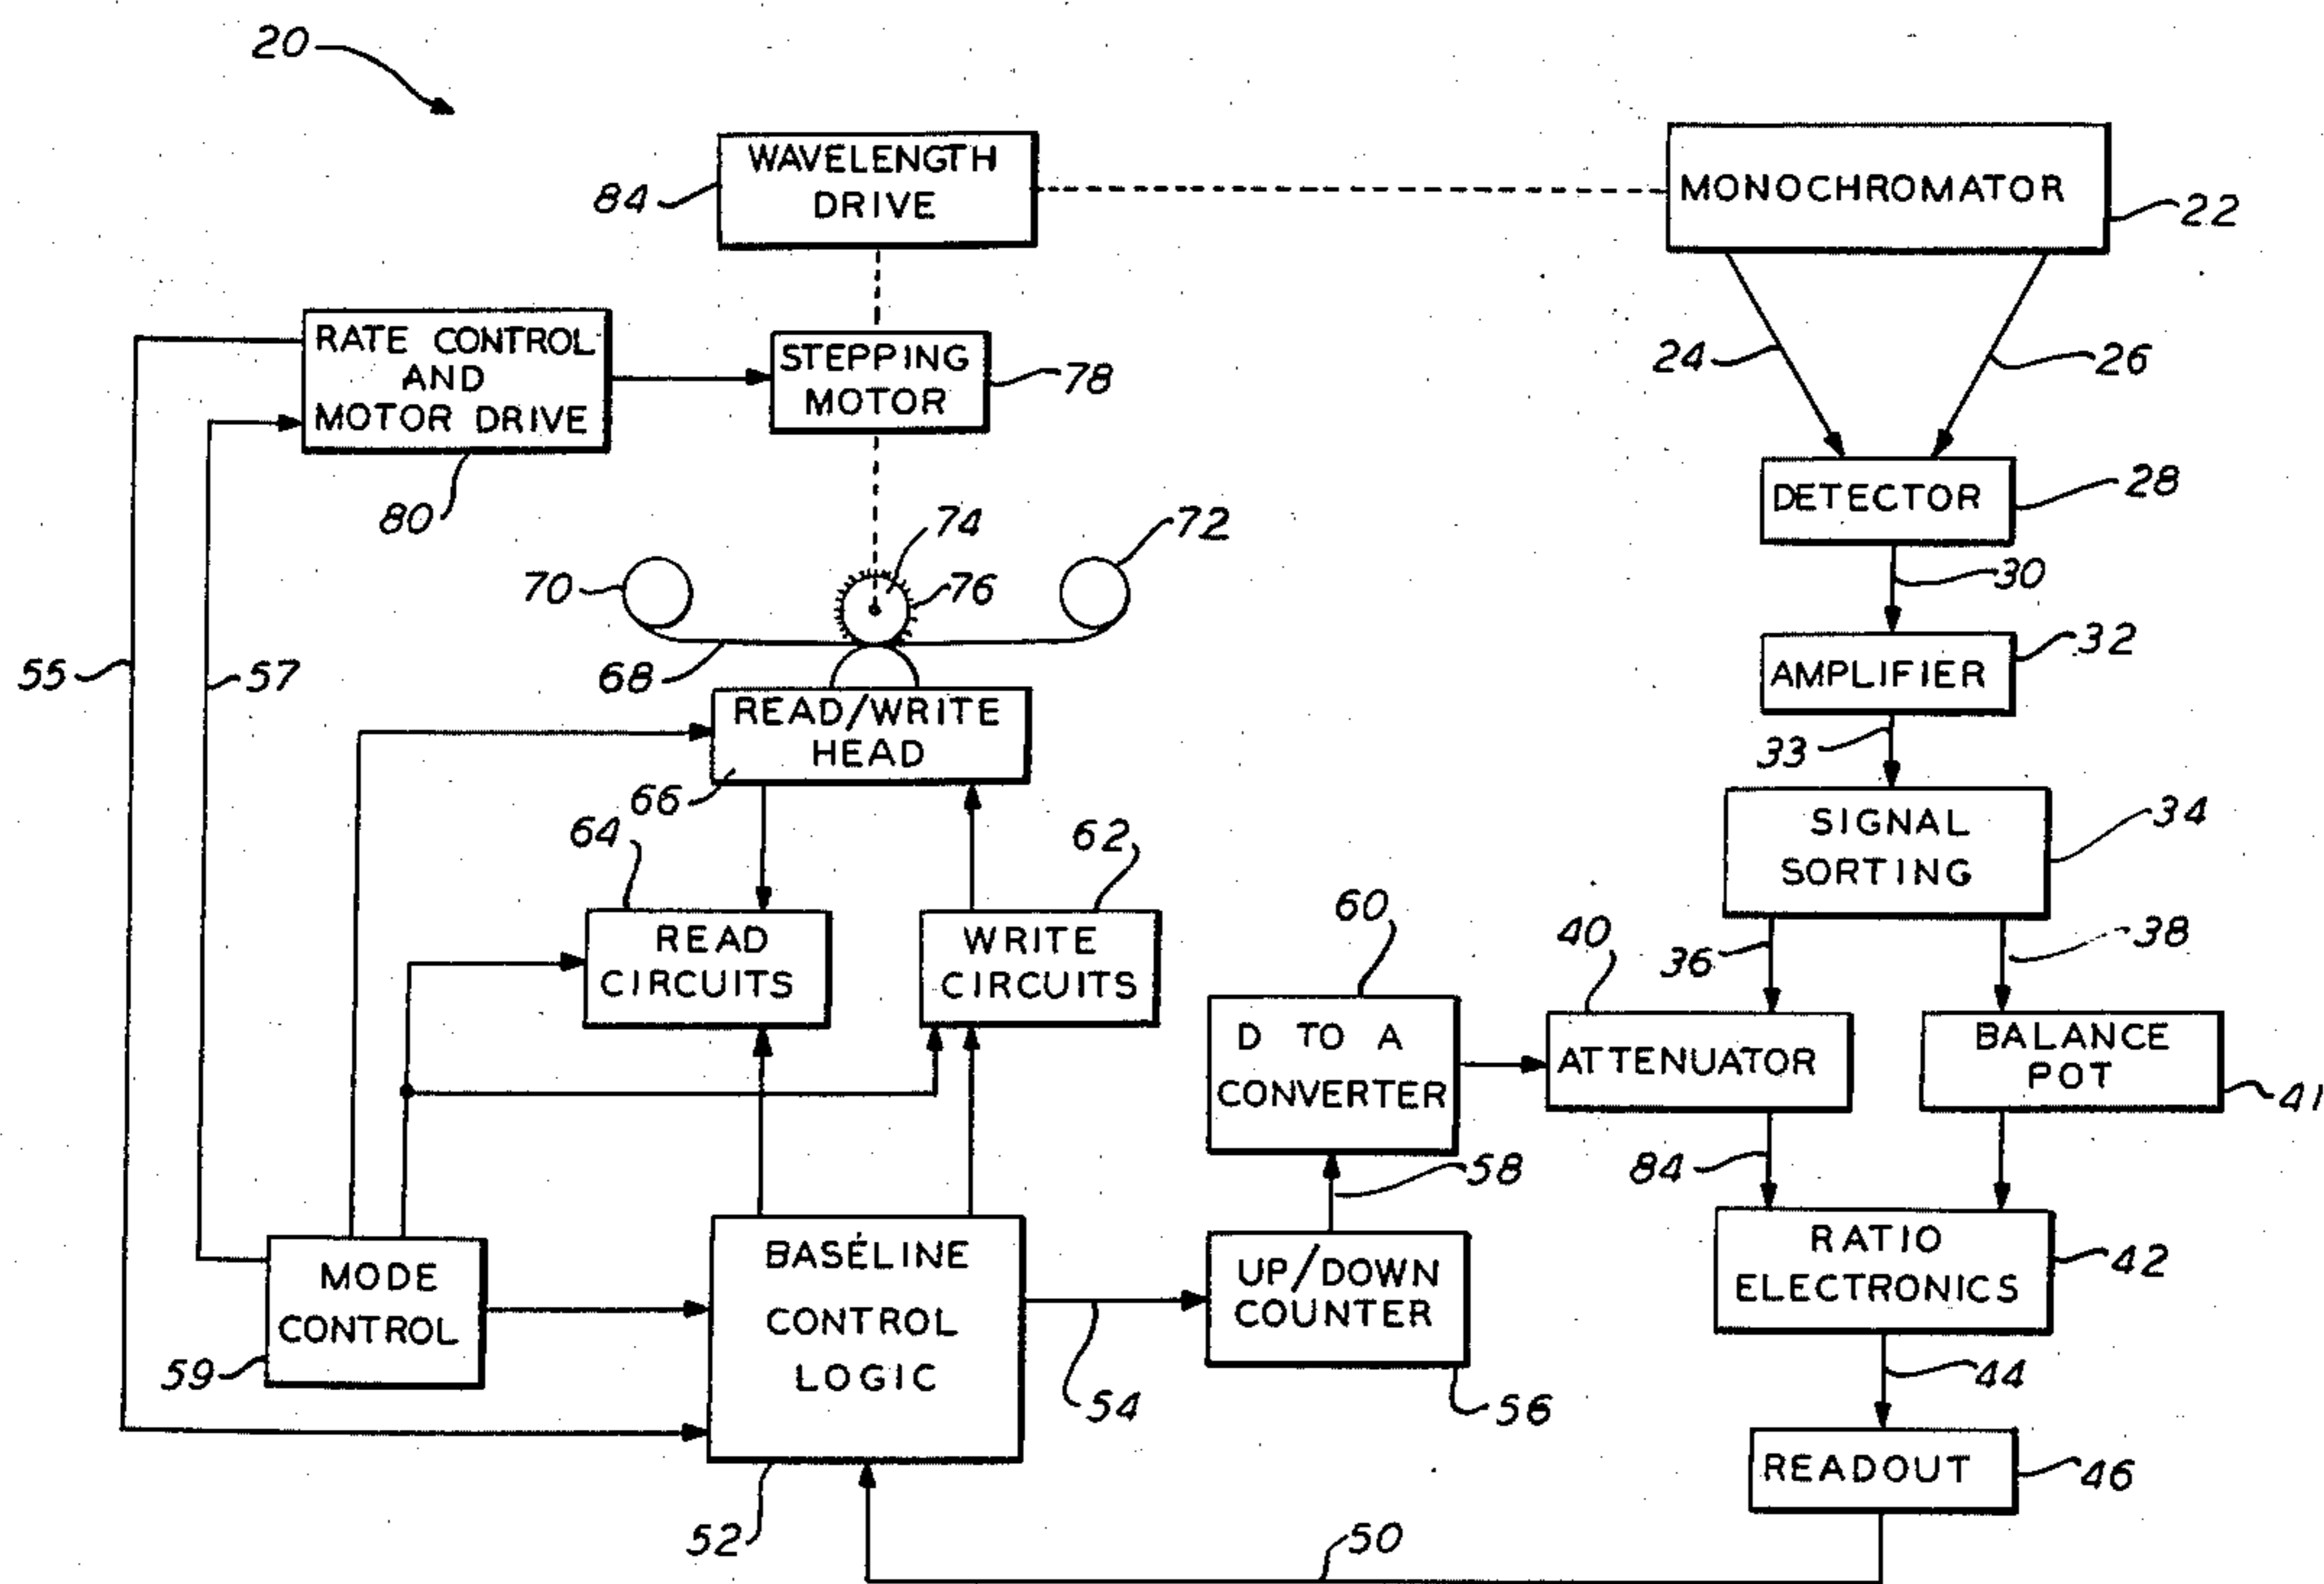 20
WAVELENGTH
DRIVE
84
MONOCHROMATOR
22
RATE CONTROL
AND
MOTOR DRIVE
80
STEPPING
MOTOR
78
24
26
DETECTOR
28
30
74
76
70
72
68
55
57
AMPLIFIER
32
33
READ/WRITE
HEAD
66
SIGNAL
SORTING
34
64
62
READ
CIRCUITS
WRITE
CIRCUITS
60
36
38
40
D TO A
CONVERTER
ATTENUATOR
BALANCE
POT
41
58
84
MODE
CONTROL
59
BASELINE
CONTROL
LOGIC
52
54
UP/DOWN
COUNTER
56
RATIO
ELECTRONICS
42
44
READOUT
46
50